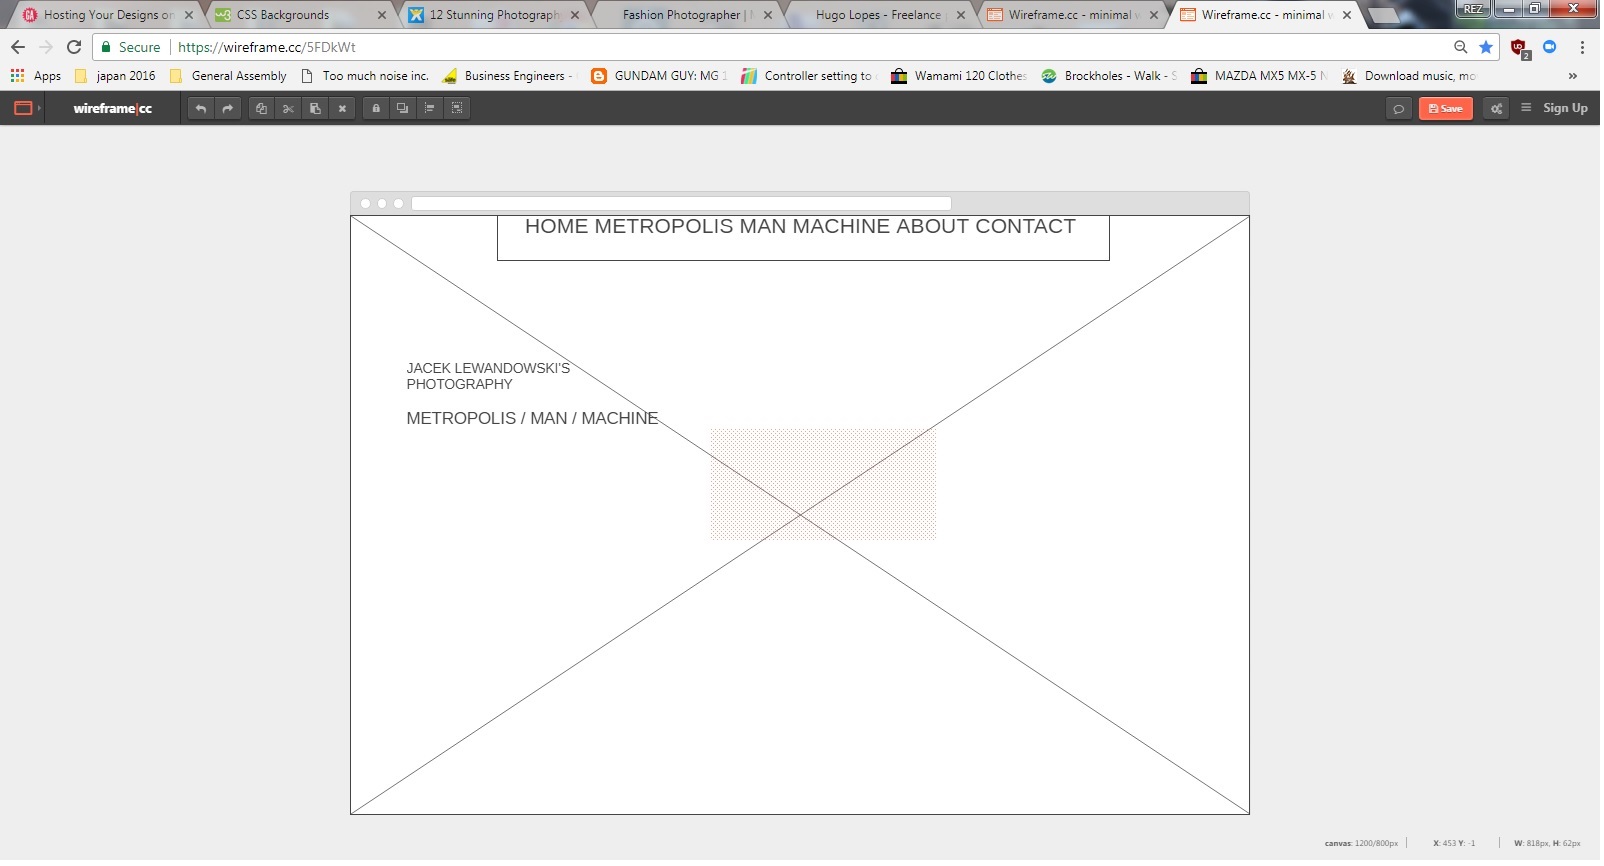 Hosting Your Designs on
CSS Backgrounds
12 Stunning Photograph
Fashion Photographer |
Hugo Lopes - Freelance
Wireframe.cc - minimal w
Wireframe.cc - minimal w
REZ
Secure
https://wireframe.cc/5FDkWt
2
Apps
japan 2016
General Assembly
Too much noise inc.
Business Engineers -
GUNDAM GUY: MG 1
Controller setting to
Wamami 120 Clothes
Brockholes - Walk - S
MAZDA MX5 MX-5 N
Download music, mo
»
wireframe|cc
Save
Sign Up
HOME METROPOLIS MAN MACHINE ABOUT CONTACT
JACEK LEWANDOWSKI'S
PHOTOGRAPHY
METROPOLIS / MAN / MACHINE
canvas: 1200/800px
X: 453 Y: -1
W: 818px, H: 62px